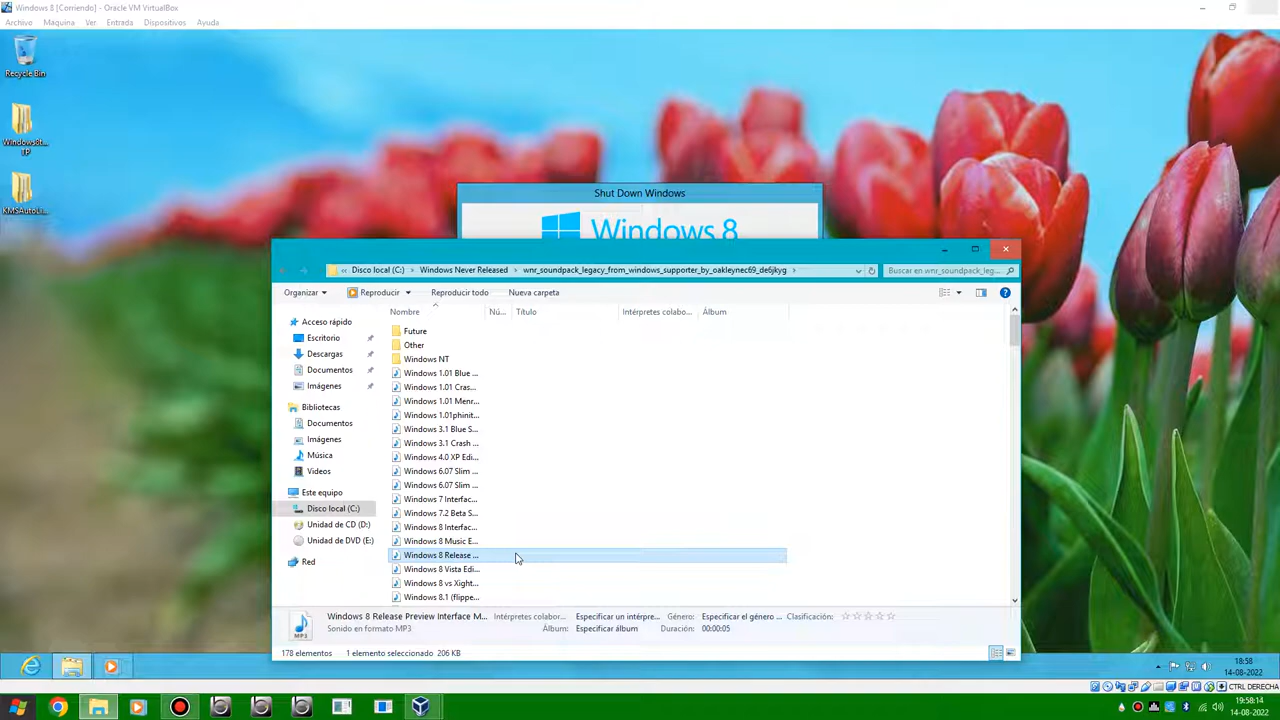 Windows 8 [Corriendo] - Oracle VM VirtualBox
Archivo Máquina Ver Entrada Dispositivos Ayuda
Recycle Bin
Windows8t...
TP
KMSAutoLi...
Shut Down Windows
Windows 8
Disco local (C:) Windows Never Released wnr_soundpack_legacy_from_windows_supporter_by_oakleynec69_de6jkyg
Buscar en wnr_soundpack_leg...
Organizar Reproducir Reproducir todo Nueva carpeta
Nombre Nú... Título Intérpretes colabo... Álbum
Acceso rápido
Escritorio
Descargas
Documentos
Imágenes
Bibliotecas
Documentos
Imágenes
Música
Videos
Este equipo
Disco local (C:)
Unidad de CD (D:)
Unidad de DVD (E:)
Red
Future
Other
Windows NT
Windows 1.01 Blue ...
Windows 1.01 Cras...
Windows 1.01 Menr...
Windows 1.01phinit...
Windows 3.1 Blue S...
Windows 3.1 Crash ...
Windows 4.0 XP Edi...
Windows 6.07 Slim ...
Windows 6.07 Slim ...
Windows 7 Interfac...
Windows 7.2 Beta S...
Windows 8 Interfac...
Windows 8 Music E...
Windows 8 Release ...
Windows 8 Vista Edi...
Windows 8 vs Xight...
Windows 8.1 (flippe...
Windows 8 Release Preview Interface M... Intérpretes colabor... Especificar un intérpre... Género: Especificar el género ... Clasificación:
Sonido en formato MP3 Álbum: Especificar álbum Duración: 00:00:05
MP3
178 elementos 1 elemento seleccionado 206 KB
18:58
14-08-2022
CTRL DERECHA
19:58:14
14-08-2022